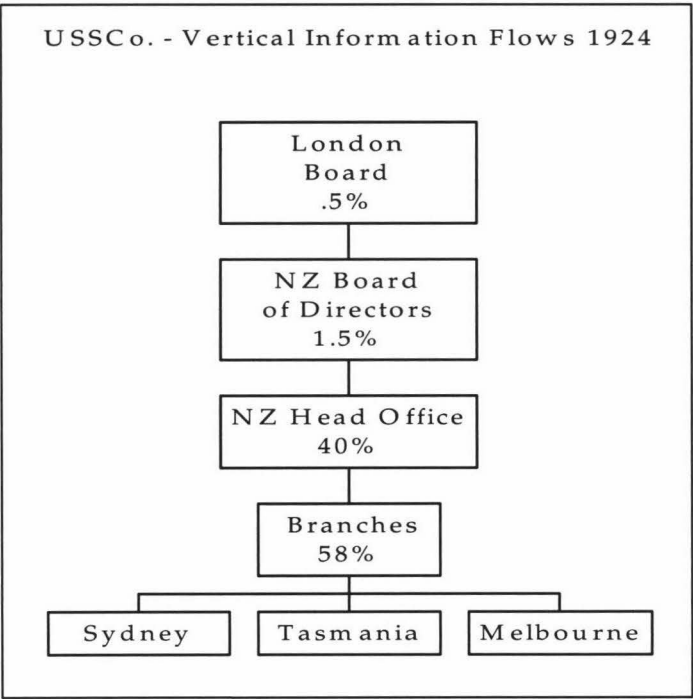 USSCo. - Vertical Information Flows 1924
London
Board
.5%
NZ Board
of Directors
1.5%
NZ Head Office
40%
Branches
58%
Sydney
Tasmania
Melbourne